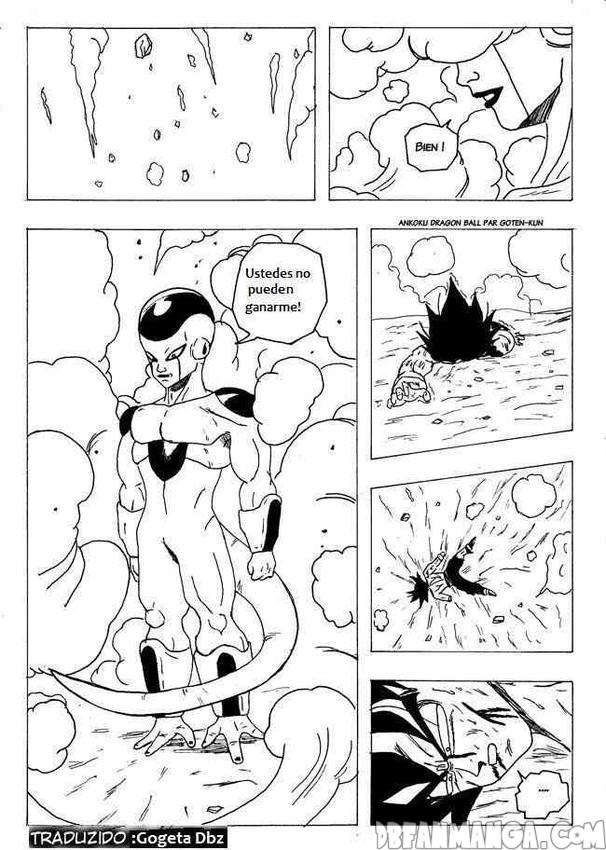 BIEN !
ANKOKU DRAGON BALL PAR GOTEN-KUN
Ustedes no
pueden
ganarme!
....
TRADUZIDO :Gogeta Dbz
DBFANMANGA.COM